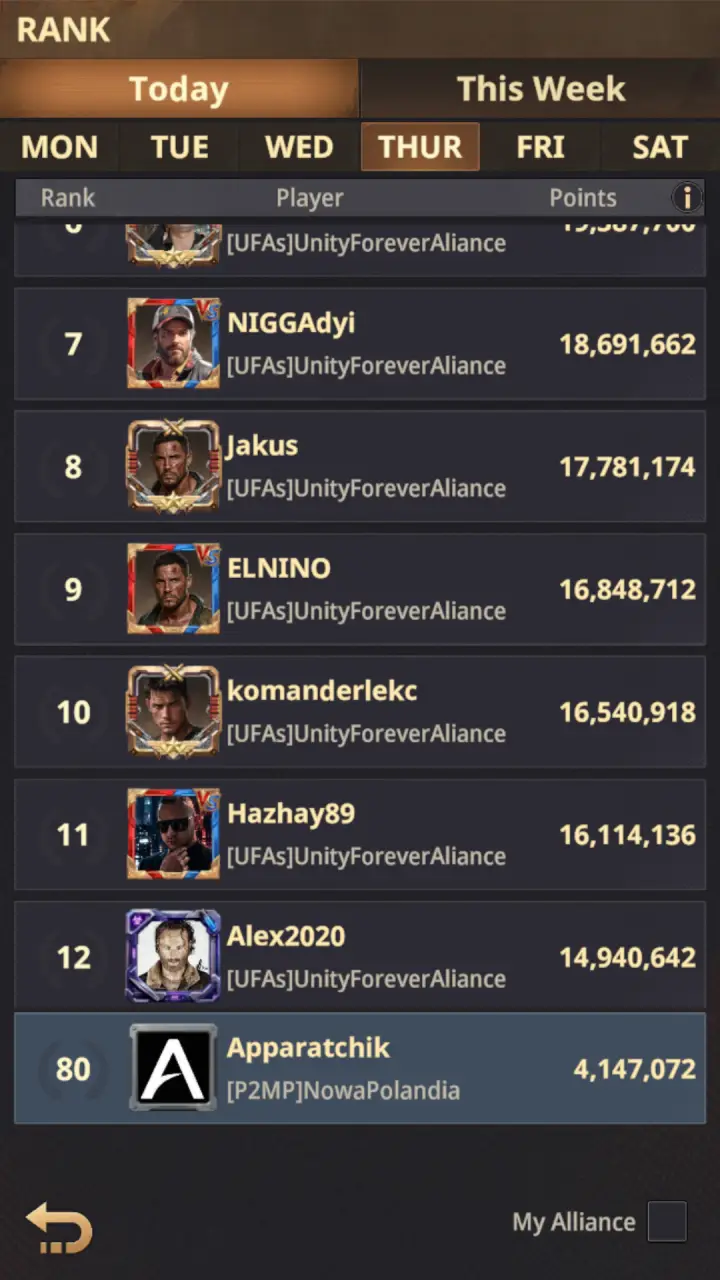 RANK
Today
This Week
MON TUE WED THUR FRI SAT
Rank Player Points i
[UFAs]UnityForeverAliance
7 NIGGAdyi 18,691,662
[UFAs]UnityForeverAliance
8 Jakus 17,781,174
[UFAs]UnityForeverAliance
9 ELNINO 16,848,712
[UFAs]UnityForeverAliance
10 komanderlekc 16,540,918
[UFAs]UnityForeverAliance
11 Hazhay89 16,114,136
[UFAs]UnityForeverAliance
12 Alex2020 14,940,642
[UFAs]UnityForeverAliance
80 Apparatchik 4,147,072
[P2MP]NowaPolandia
My Alliance